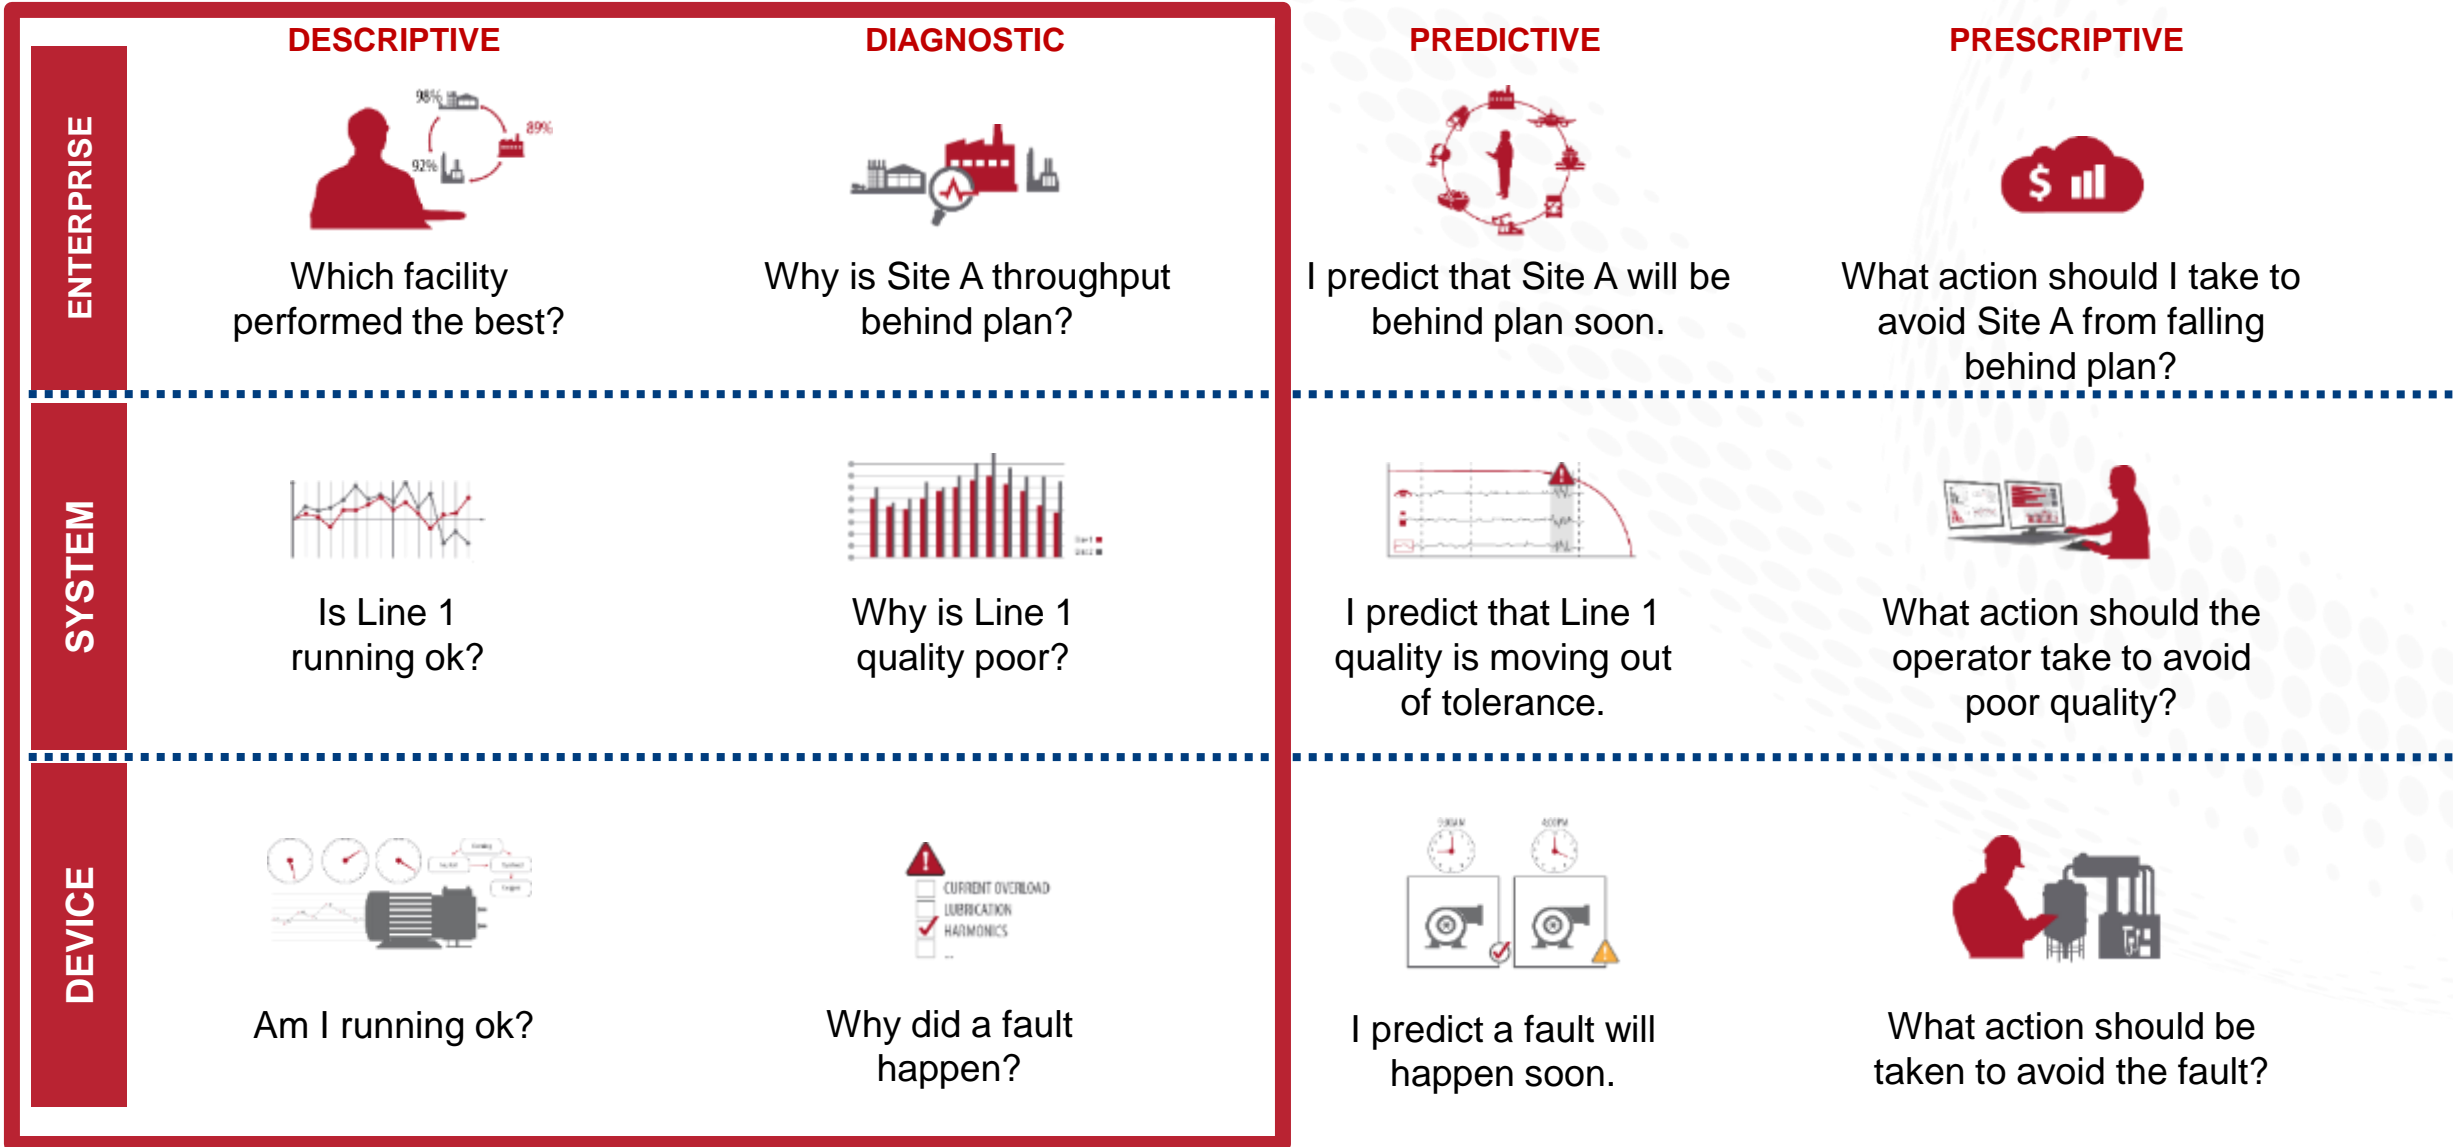 DESCRIPTIVE
DIAGNOSTIC
PREDICTIVE
PRESCRIPTIVE
ENTERPRISE
98%
89%
92%
Which facility
performed the best?
Why is Site A throughput
behind plan?
I predict that Site A will be
behind plan soon.
$
What action should I take to
avoid Site A from falling
behind plan?
SYSTEM
Is Line 1
running ok?
Why is Line 1
quality poor?
I predict that Line 1
quality is moving out
of tolerance.
What action should the
operator take to avoid
poor quality?
DEVICE
Am I running ok?
CURRENT OVERLOAD
LUBRICATION
HARMONICS
...
Why did a fault
happen?
9:00AM
4:00PM
I predict a fault will
happen soon.
What action should be
taken to avoid the fault?